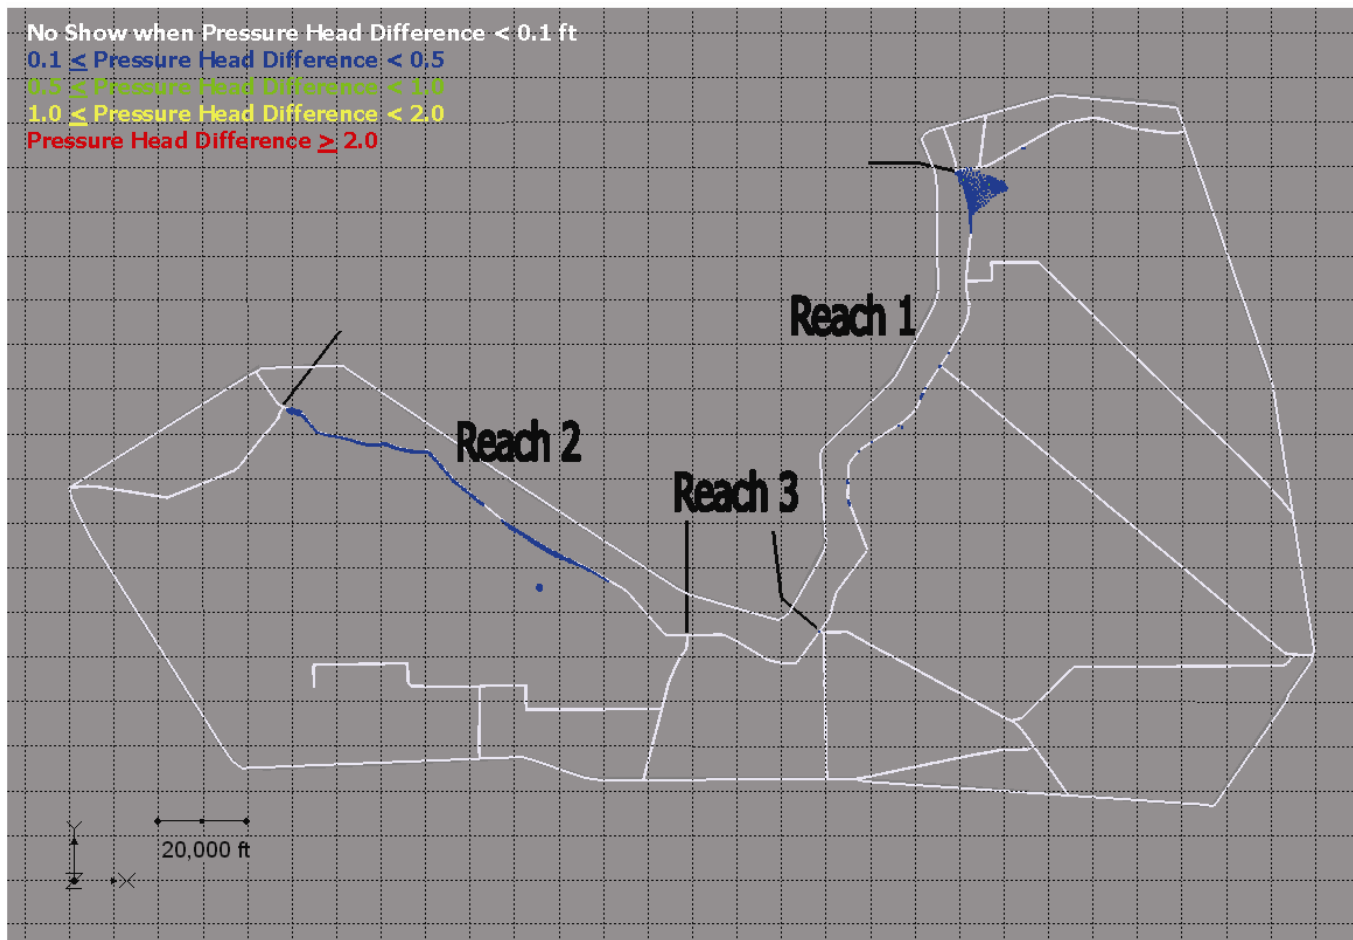 No Show when Pressure Head Difference < 0.1 ft
0.1 ≤ Pressure Head Difference < 0.5
0.5 ≤ Pressure Head Difference < 1.0
1.0 ≤ Pressure Head Difference < 2.0
Pressure Head Difference ≥ 2.0
Reach 1
Reach 2
Reach 3
Y
20,000 ft
Z
X